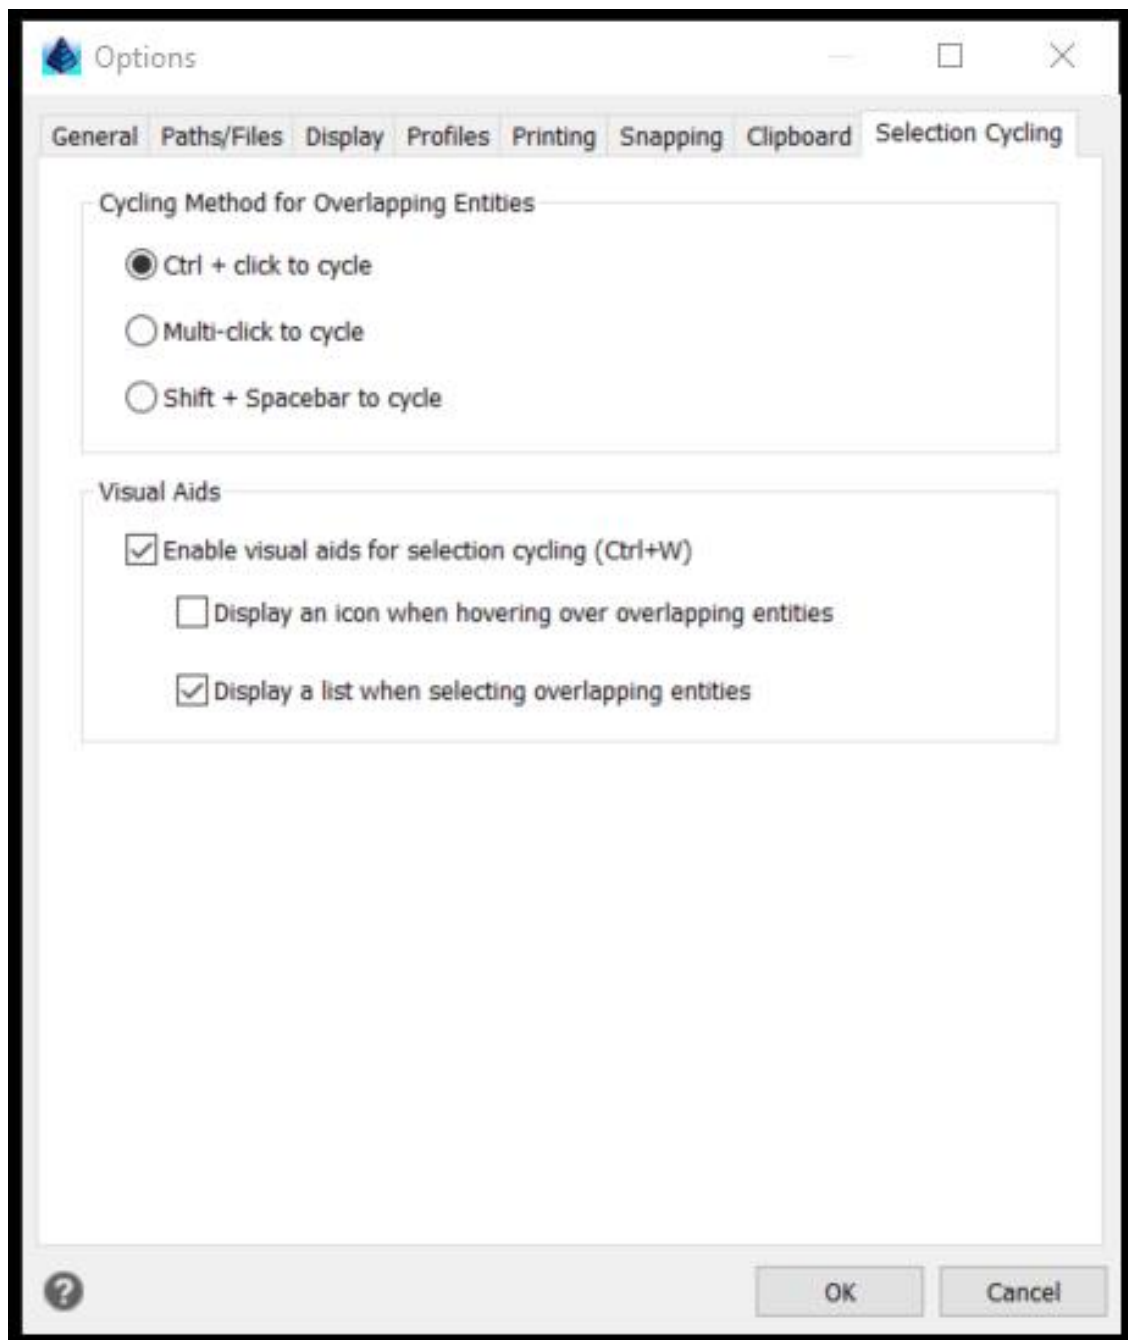 Options
General Paths/Files Display Profiles Printing Snapping Clipboard Selection Cycling
Cycling Method for Overlapping Entities
Ctrl + click to cycle
Multi-click to cycle
Shift + Spacebar to cycle
Visual Aids
Enable visual aids for selection cycling (Ctrl+W)
Display an icon when hovering over overlapping entities
Display a list when selecting overlapping entities
? OK Cancel